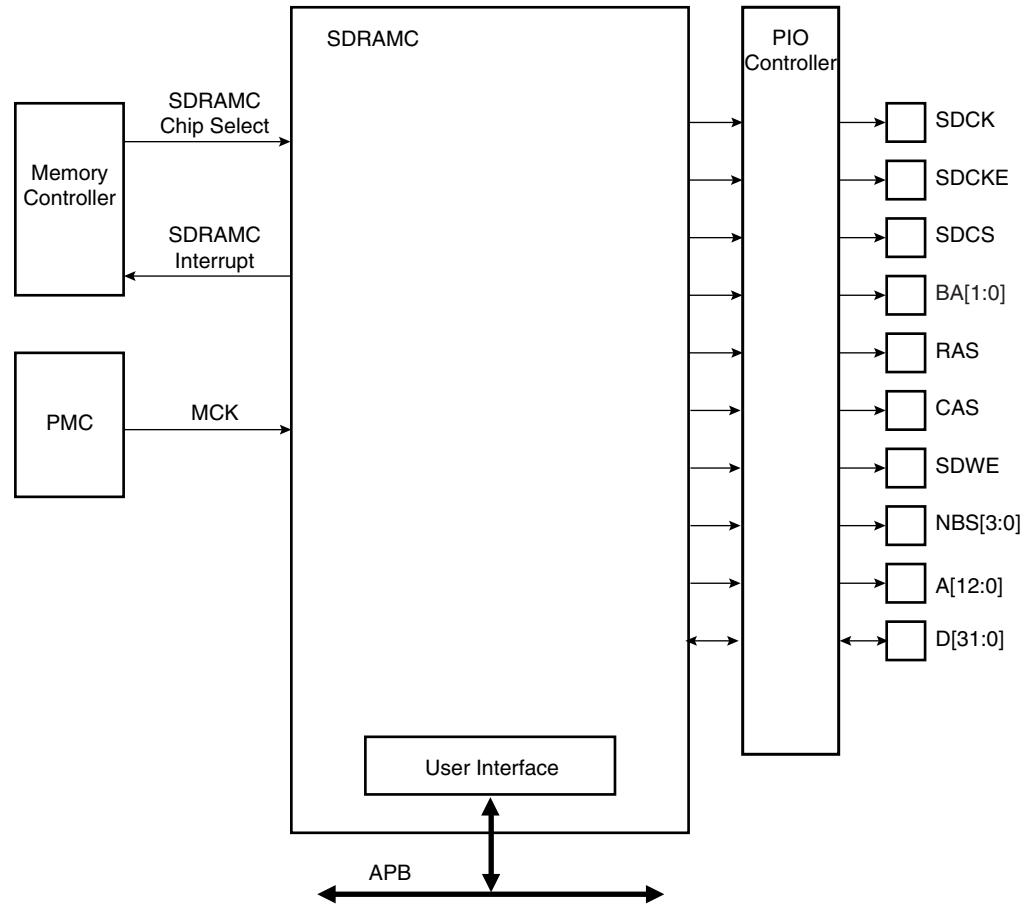 SDRAMC
PIO
Controller
SDRAMC
Chip Select
Memory
Controller
SDRAMC
Interrupt
PMC
MCK
SDCK
SDCKE
SDCS
BA[1:0]
RAS
CAS
SDWE
NBS[3:0]
A[12:0]
D[31:0]
User Interface
APB